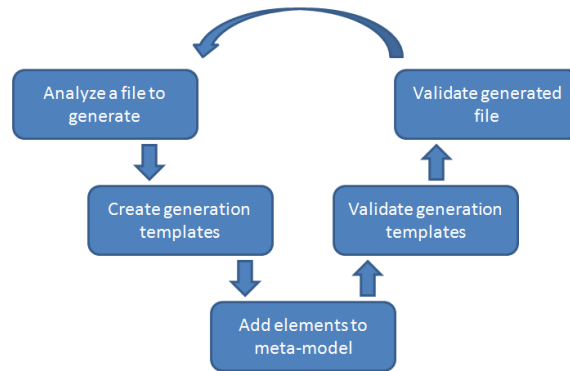 Analyze a file to
generate
Validate generated
file
Create generation
templates
Validate generation
templates
Add elements to
meta-model